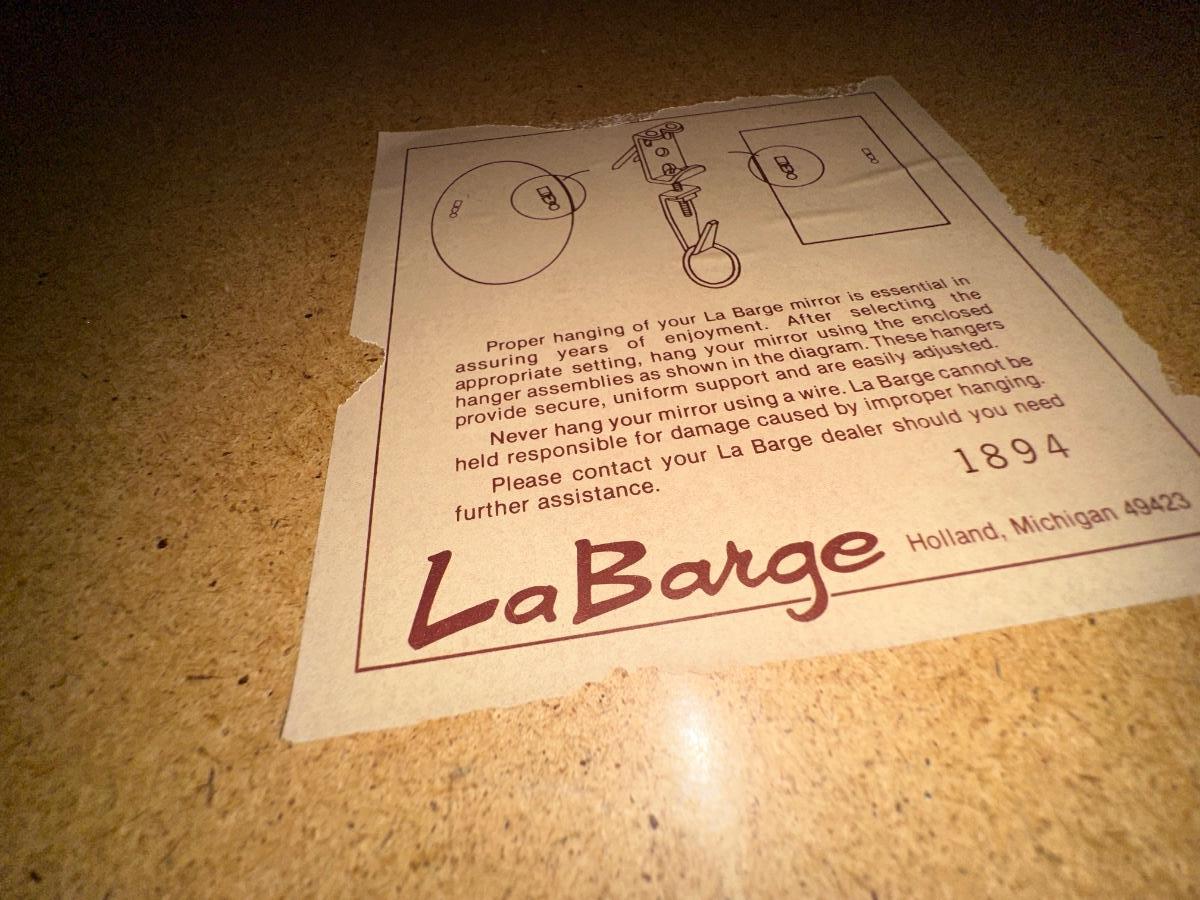 Proper hanging of your La Barge mirror is essential in
assuring years of enjoyment. After selecting the
appropriate setting, hang your mirror using the enclosed
hanger assemblies as shown in the diagram. These hangers
provide secure, uniform support and are easily adjusted.
Never hang your mirror using a wire. La Barge cannot be
held responsible for damage caused by improper hanging.
Please contact your La Barge dealer should you need
further assistance.
1894
LaBarge Holland, Michigan 49423